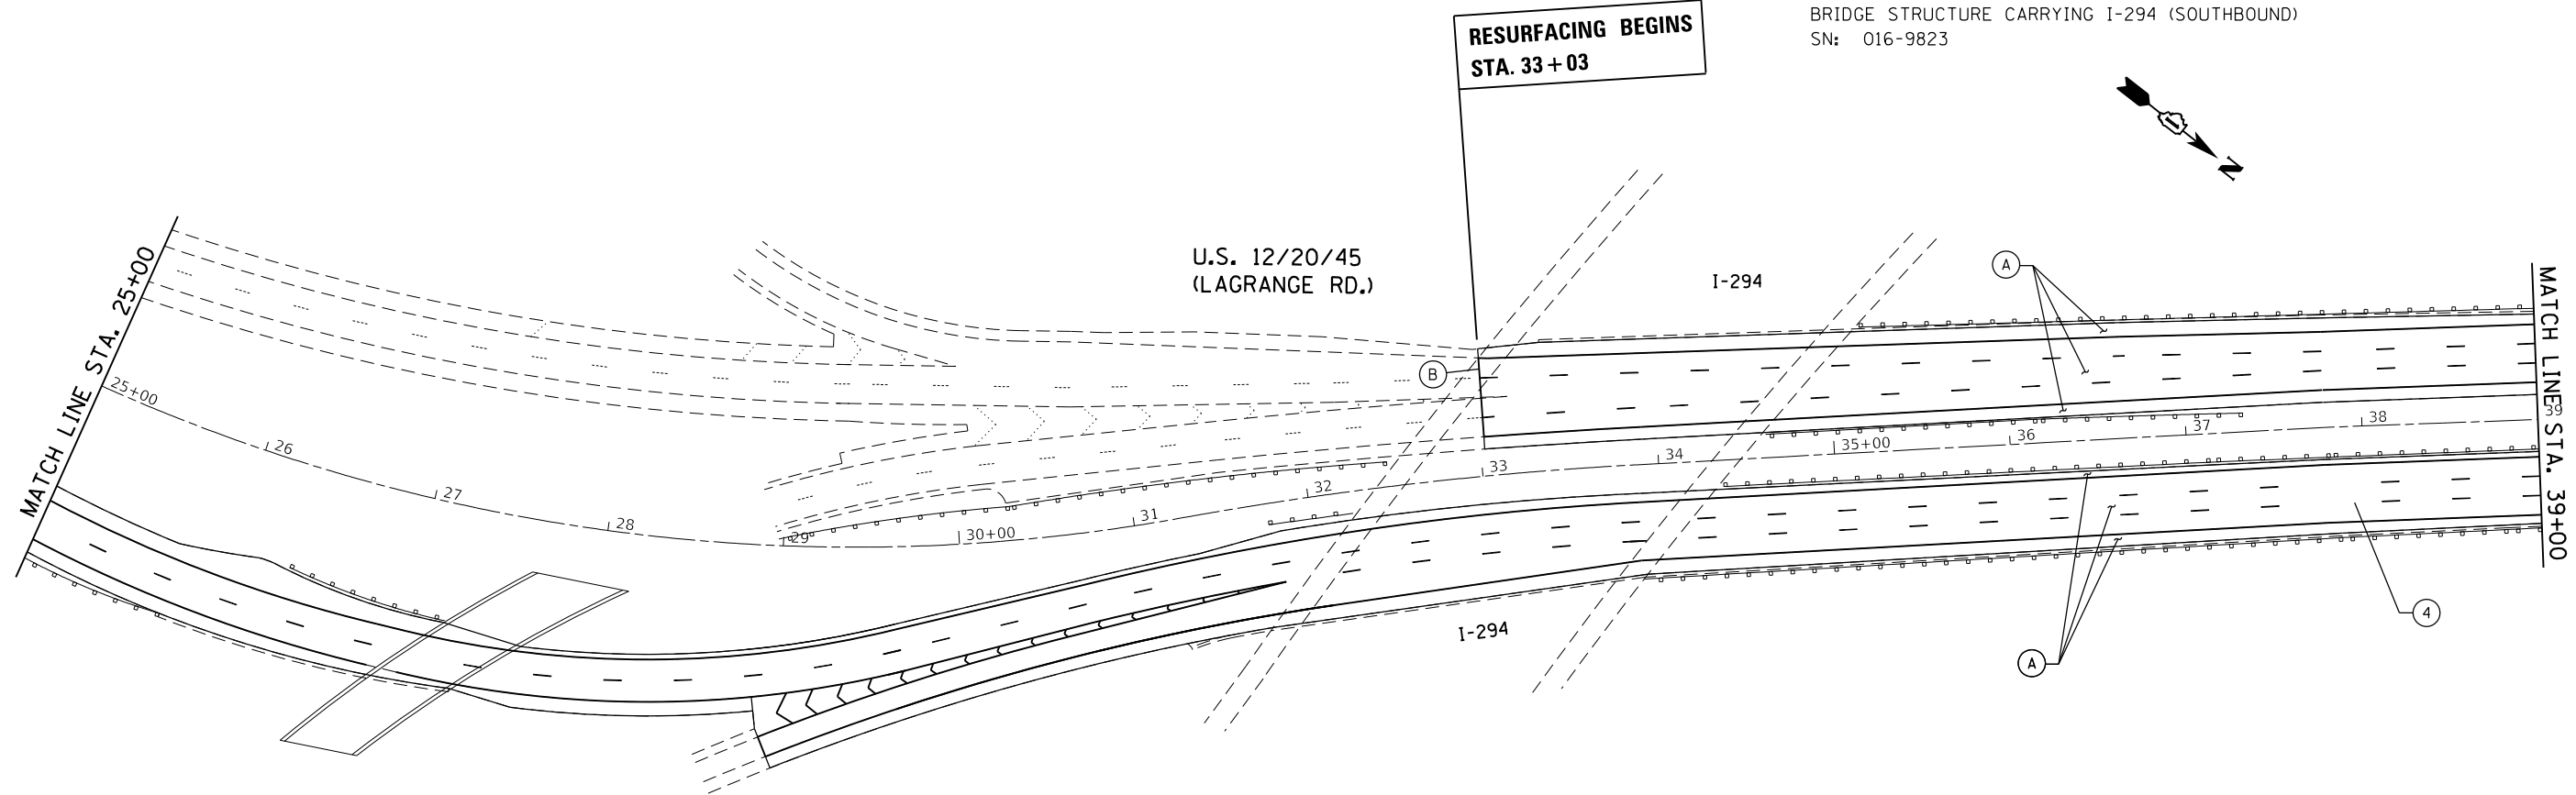 RESURFACING BEGINS
STA. 33+03
BRIDGE STRUCTURE CARRYING I-294 (SOUTHBOUND)
SN: 016-9823
N
MATCH LINE STA. 25+00
U.S. 12/20/45
(LAGRANGE RD.)
I-294
A
B
MATCH LINE STA. 39+00
25+00
26
27
28
29
30+00
31
32
33
34
35+00
36
37
38
39
I-294
A
4